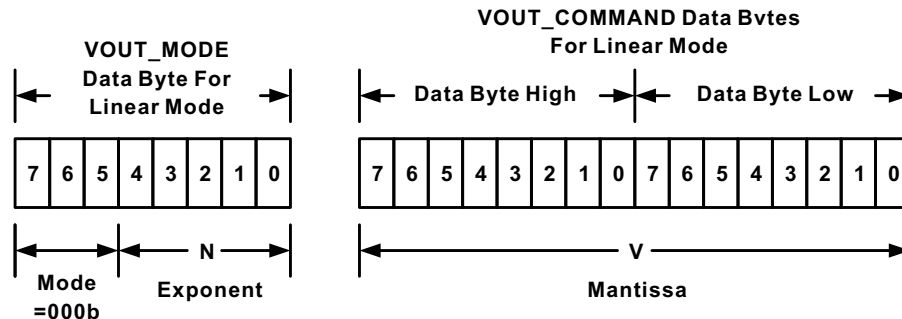 VOUT_MODE
Data Byte For
Linear Mode
7 6 5 4 3 2 1 0
N
Mode
=000b
Exponent
VOUT_COMMAND Data Bvtes
For Linear Mode
Data Byte High
Data Byte Low
7 6 5 4 3 2 1 0 7 6 5 4 3 2 1 0
V
Mantissa